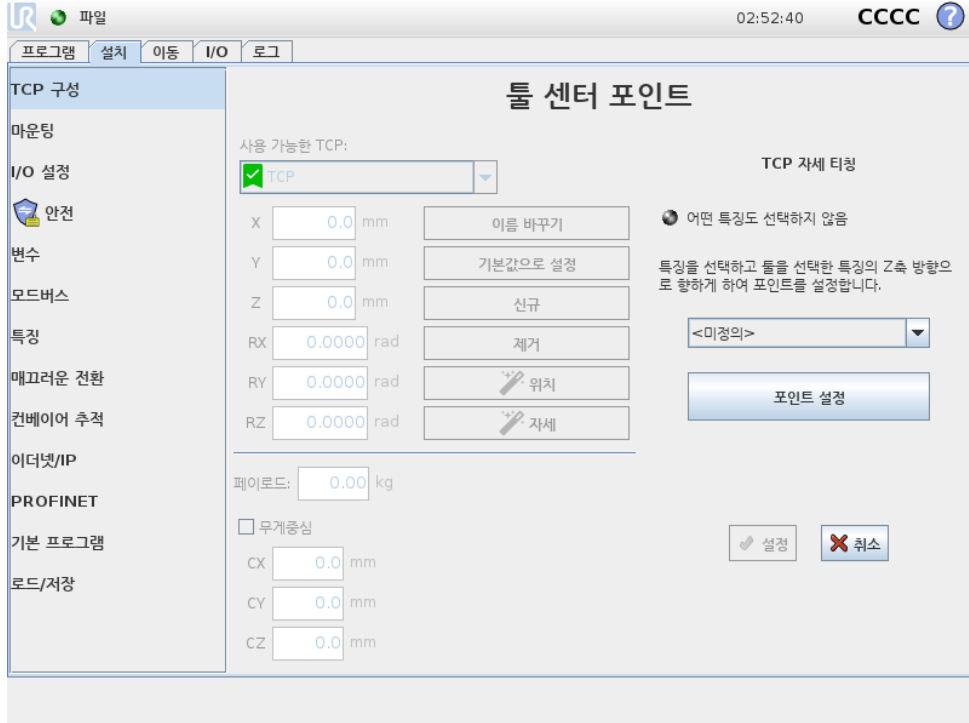 UR
파일
02:52:40
CCCC
?
프로그램
설치
이동
I/O
로그
TCP 구성
마운팅
I/O 설정
안전
변수
모드버스
특징
매끄러운 전환
컨베이어 추적
이더넷/IP
PROFINET
기본 프로그램
로드/저장
툴 센터 포인트
사용 가능한 TCP:
TCP
X 0.0 mm
이름 바꾸기
Y 0.0 mm
기본값으로 설정
Z 0.0 mm
신규
RX 0.0000 rad
제거
RY 0.0000 rad
위치
RZ 0.0000 rad
자세
페이로드: 0.00 kg
무게중심
CX 0.0 mm
CY 0.0 mm
CZ 0.0 mm
TCP 자세 티칭
어떤 특징도 선택하지 않음
특징을 선택하고 툴을 선택한 특징의 Z축 방향으
로 향하게 하여 포인트를 설정합니다.
<미정의>
포인트 설정
설정
취소